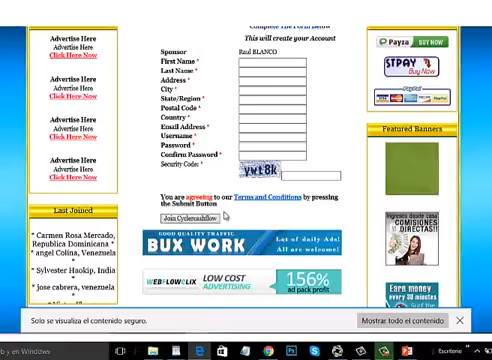 Complete The Form Below
This will create your Account
Advertise Here
Advertise Here
Click Here Now
Advertise Here
Advertise Here
Click Here Now
Advertise Here
Advertise Here
Click Here Now
Advertise Here
Advertise Here
Click Here Now
Last Joined
* Carmen Rosa Mercado,
Republica Dominicana *
* angel Colina, Venezuela
*
* Sylvester Haokip, India
*
* jose cabrera, venezuela
*
Sponsor Raul BLANCO
First Name *
Last Name *
Address *
City *
State/Region *
Postal Code *
Country *
Email Address *
Username *
Password *
Confirm Password *
Security Code: *
ywt8k
You are agreeing to our Terms and Conditions by pressing
the Submit Button
Join Cyclercashflow
GOOD QUALITY TRAFFIC
BUX WORK
Lot of daily Ads!
All are welcome!
WEBFLOWCLIX
LOW COST
ADVERTISING
156%
ad pack profit
Payza BUY NOW
STPAY
Buy Now
PayPal
Featured Banners
Ingresos desde casa
COMISIONES
DIRECTAS!!
Earn money
every 30 minutes
Solo se visualiza el contenido seguro.
Mostrar todo el contenido
b y en Windows
Escritorio